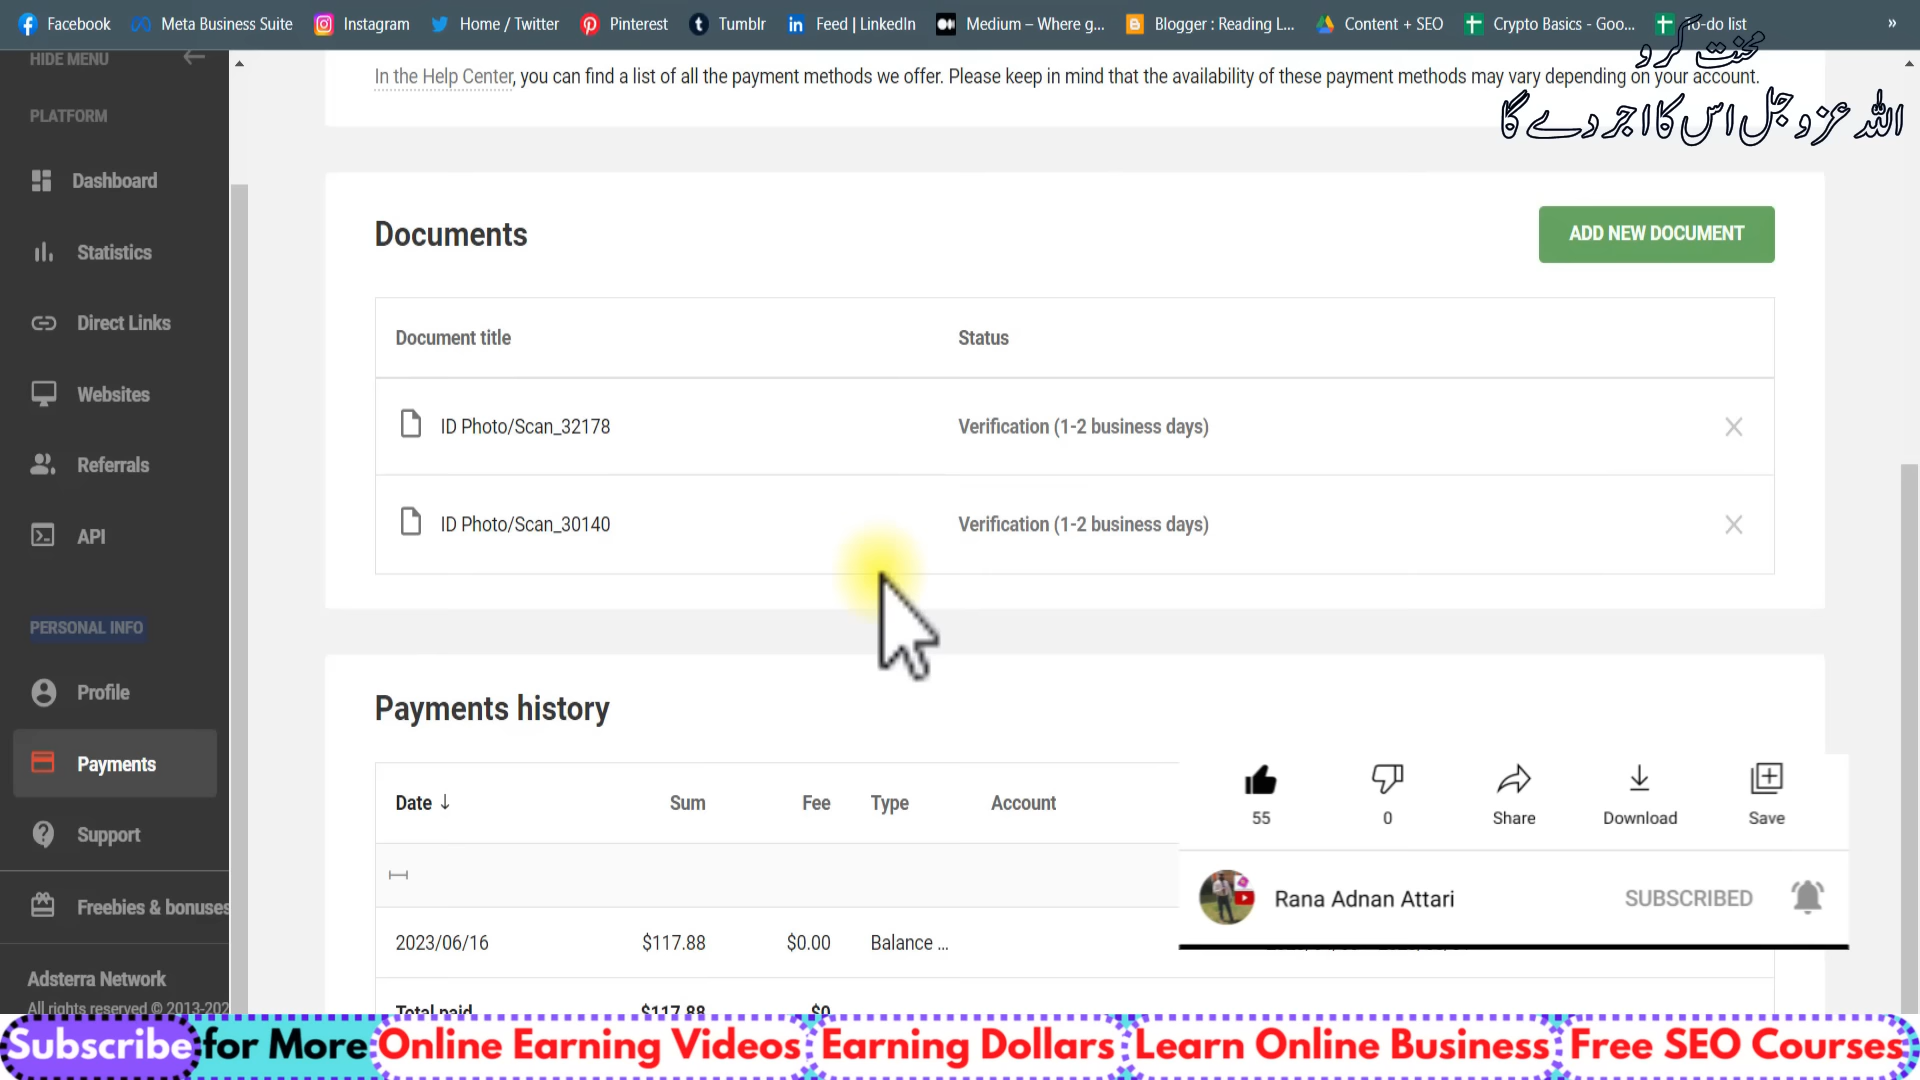 Facebook Meta Business Suite Instagram Home / Twitter Pinterest Tumblr Feed | LinkedIn Medium – Where g... Blogger : Reading L... Content + SEO Crypto Basics - Goo... To-do list »
محنت کرو
اللہ عزوجل اس کا اجر دے گا
HIDE MENU
PLATFORM
Dashboard
Statistics
Direct Links
Websites
Referrals
API
PERSONAL INFO
Profile
Payments
Support
Freebies & bonuses
Adsterra Network
All rights reserved © 2013-202
In the Help Center, you can find a list of all the payment methods we offer. Please keep in mind that the availability of these payment methods may vary depending on your account.
Documents
ADD NEW DOCUMENT
Document title Status
ID Photo/Scan_32178 Verification (1-2 business days)
ID Photo/Scan_30140 Verification (1-2 business days)
Payments history
Date ↓ Sum Fee Type Account
2023/06/16 $117.88 $0.00 Balance ...
Total paid $117.88 $0
55 0 Share Download Save
Rana Adnan Attari SUBSCRIBED
Subscribe for More Online Earning Videos Earning Dollars Learn Online Business Free SEO Courses